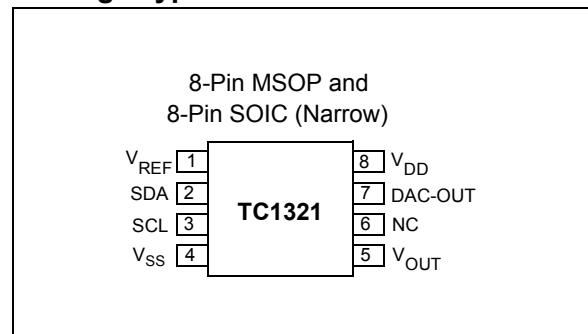 8-Pin MSOP and
8-Pin SOIC (Narrow)
VREF 1
SDA 2
SCL 3
VSS 4
TC1321
8 VDD
7 DAC-OUT
6 NC
5 VOUT